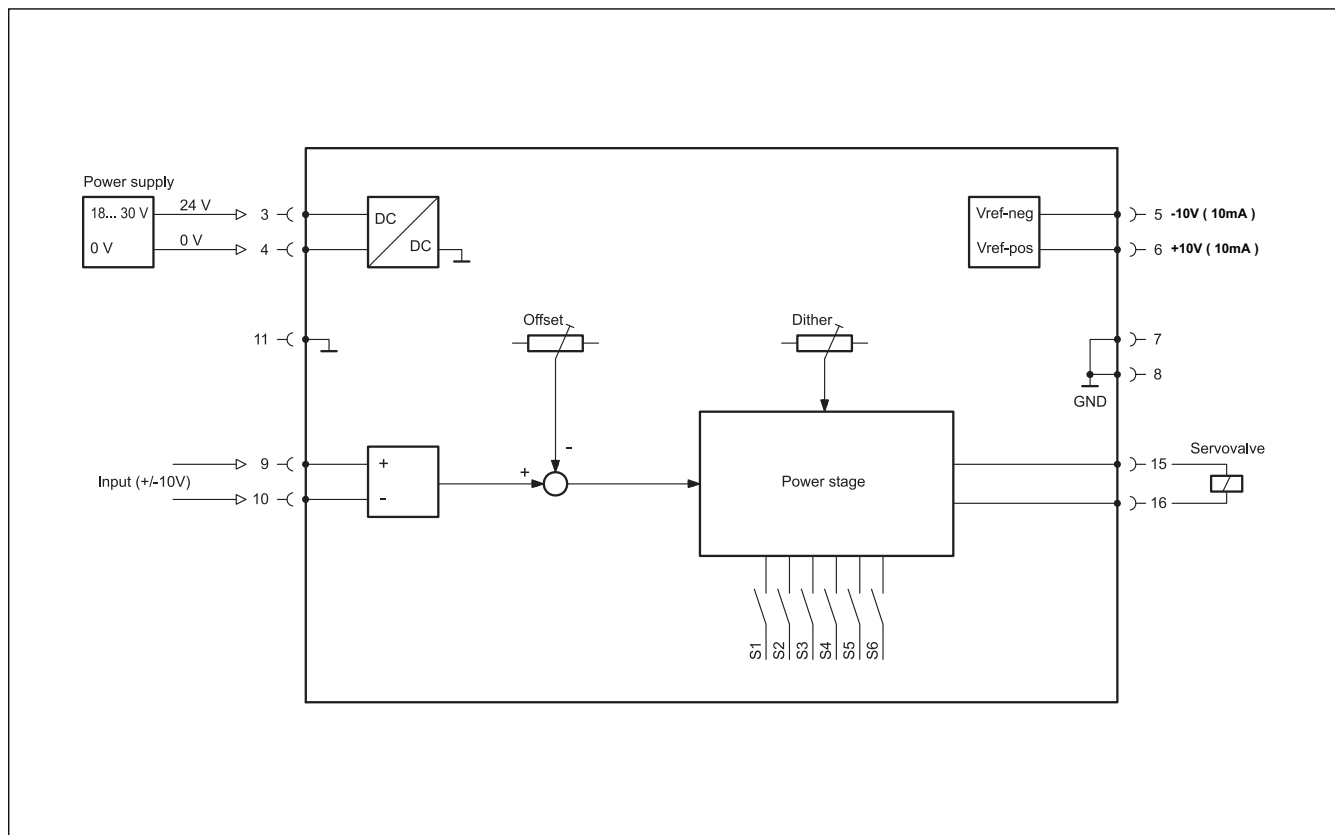 Power supply
18... 30 V
24 V
3
0 V
0 V
4
DC
DC
Vref-neg
5 -10V ( 10mA )
Vref-pos
6 +10V ( 10mA )
11
Offset
Dither
7
8
GND
Input (+/-10V)
9
10
+
-
+
-
Power stage
Servovalve
15
16
S1
S2
S3
S4
S5
S6